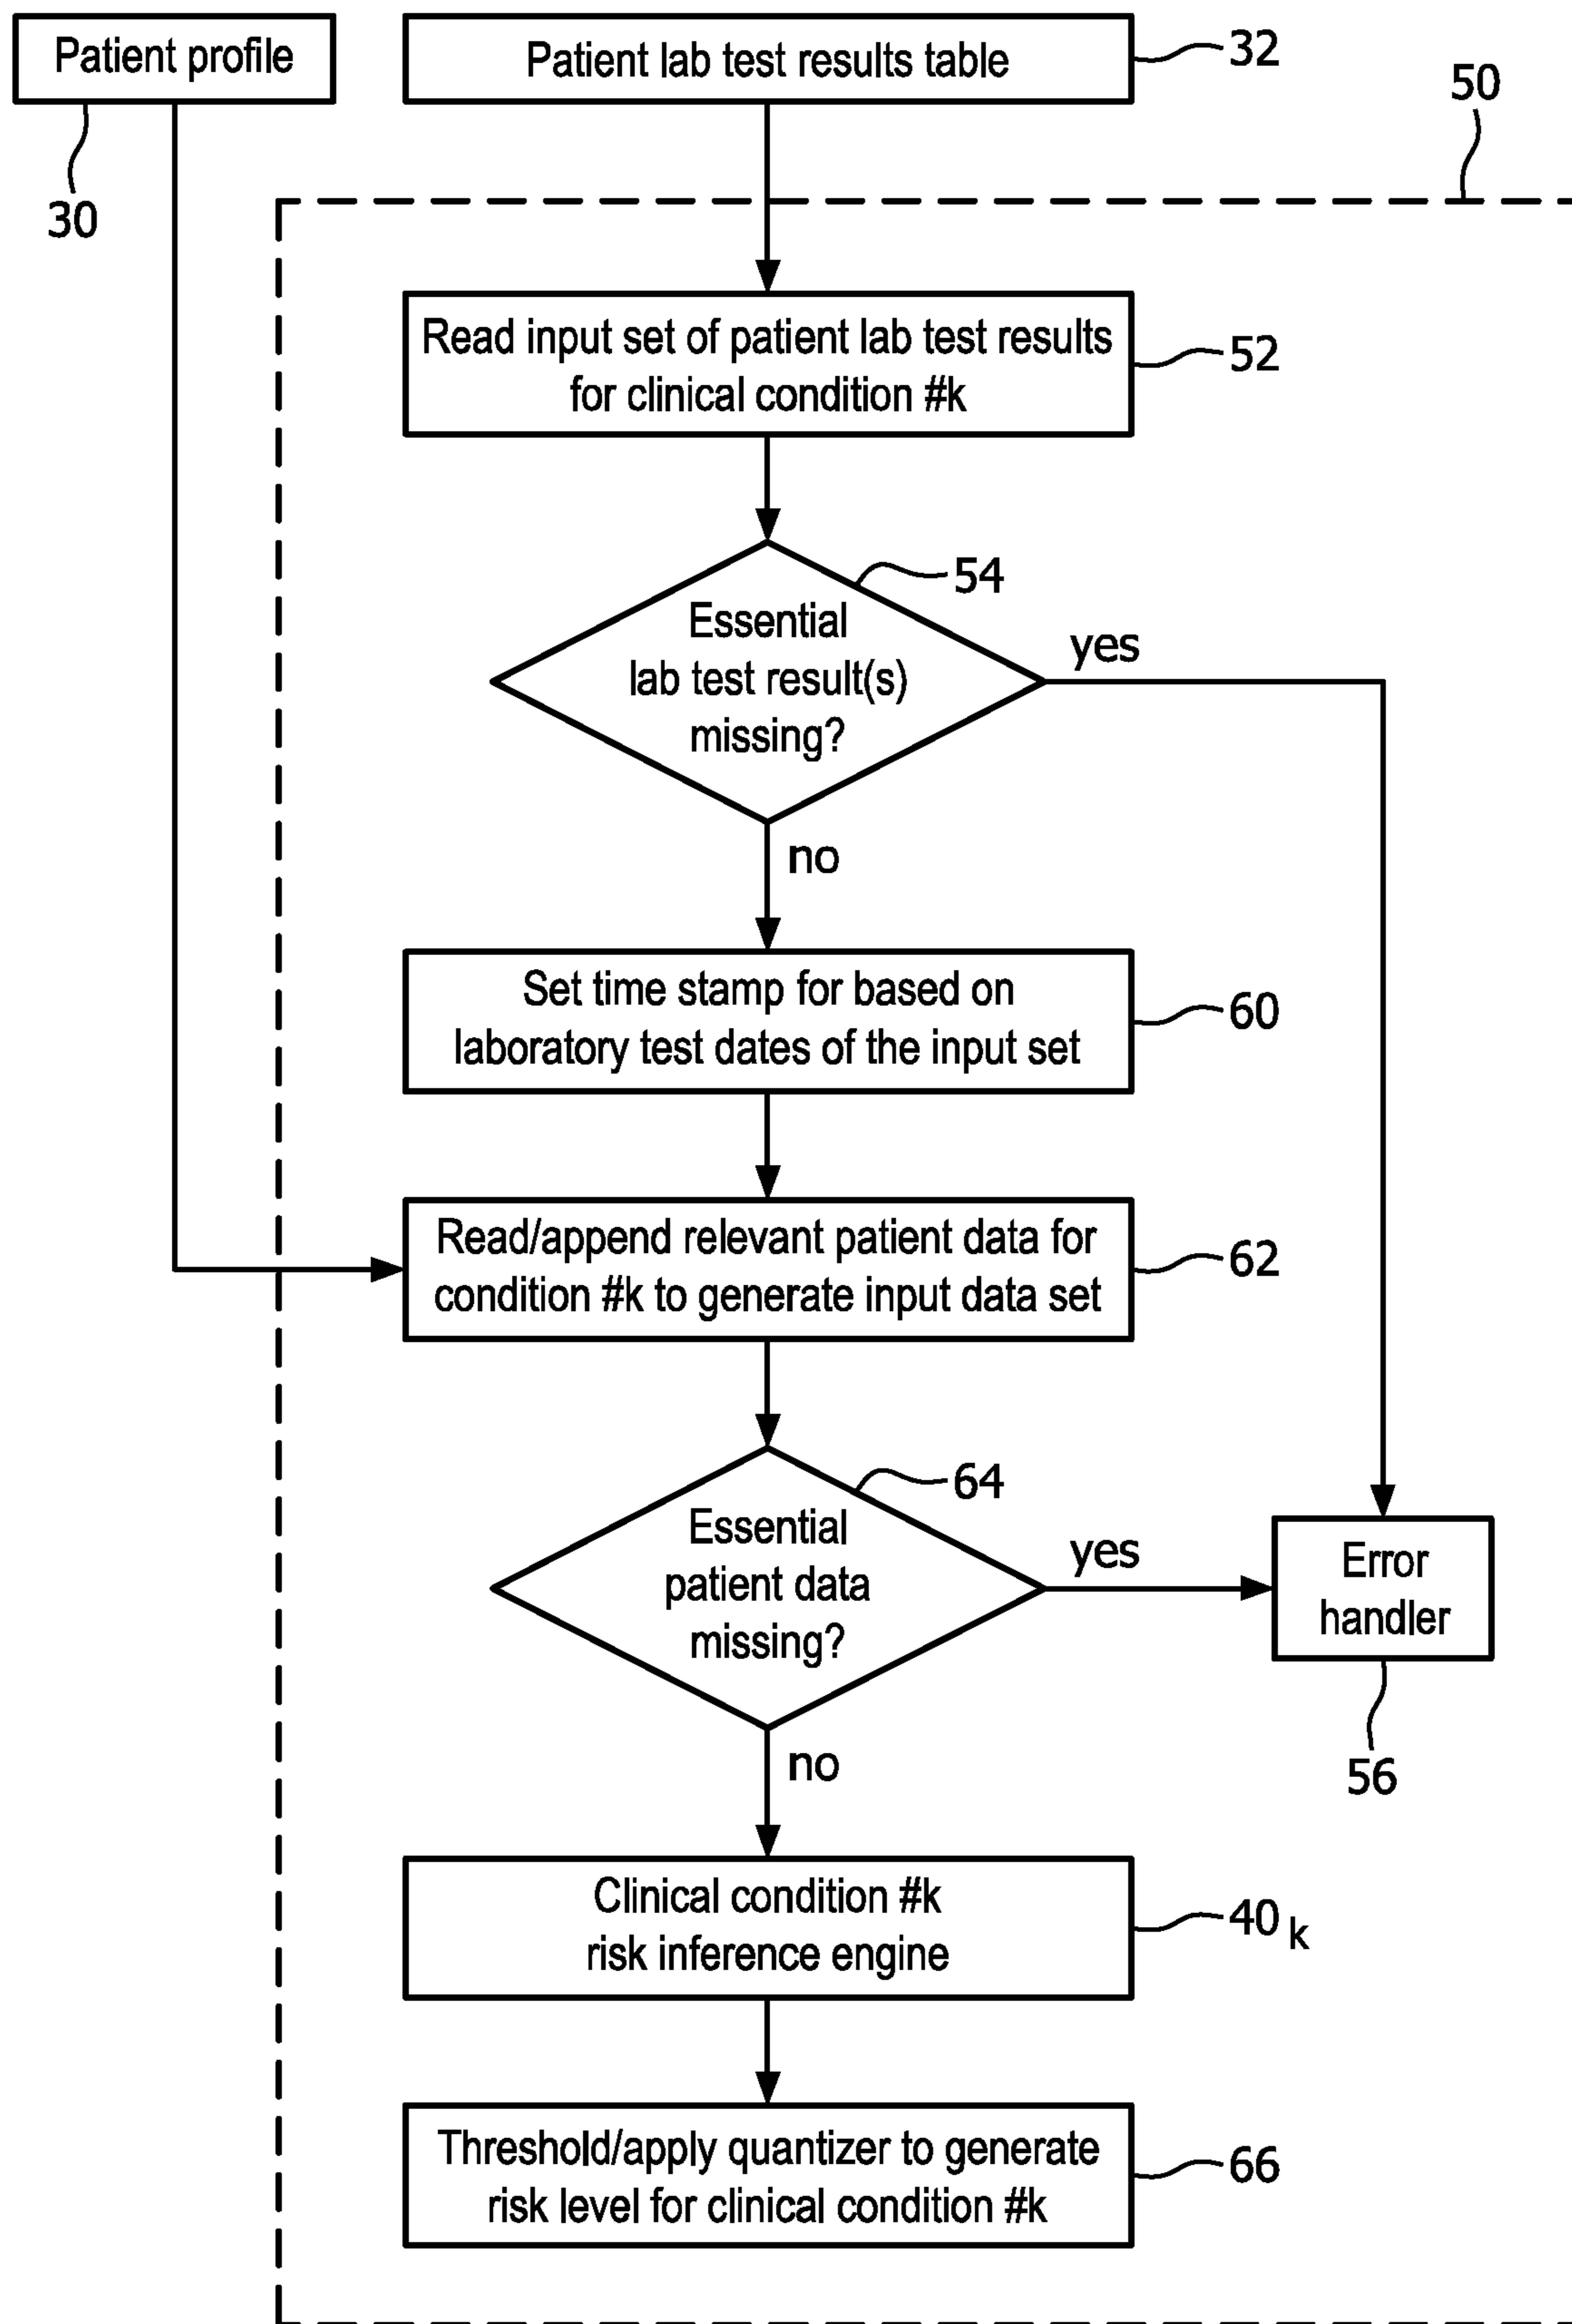 Patient profile
Patient lab test results table
32
50
30
Read input set of patient lab test results
for clinical condition #k
52
54
Essential
lab test result(s)
missing?
yes
no
Set time stamp for based on
laboratory test dates of the input set
60
Read/append relevant patient data for
condition #k to generate input data set
62
64
Essential
patient data
missing?
yes
Error
handler
56
no
Clinical condition #k
risk inference engine
40 k
Threshold/apply quantizer to generate
risk level for clinical condition #k
66